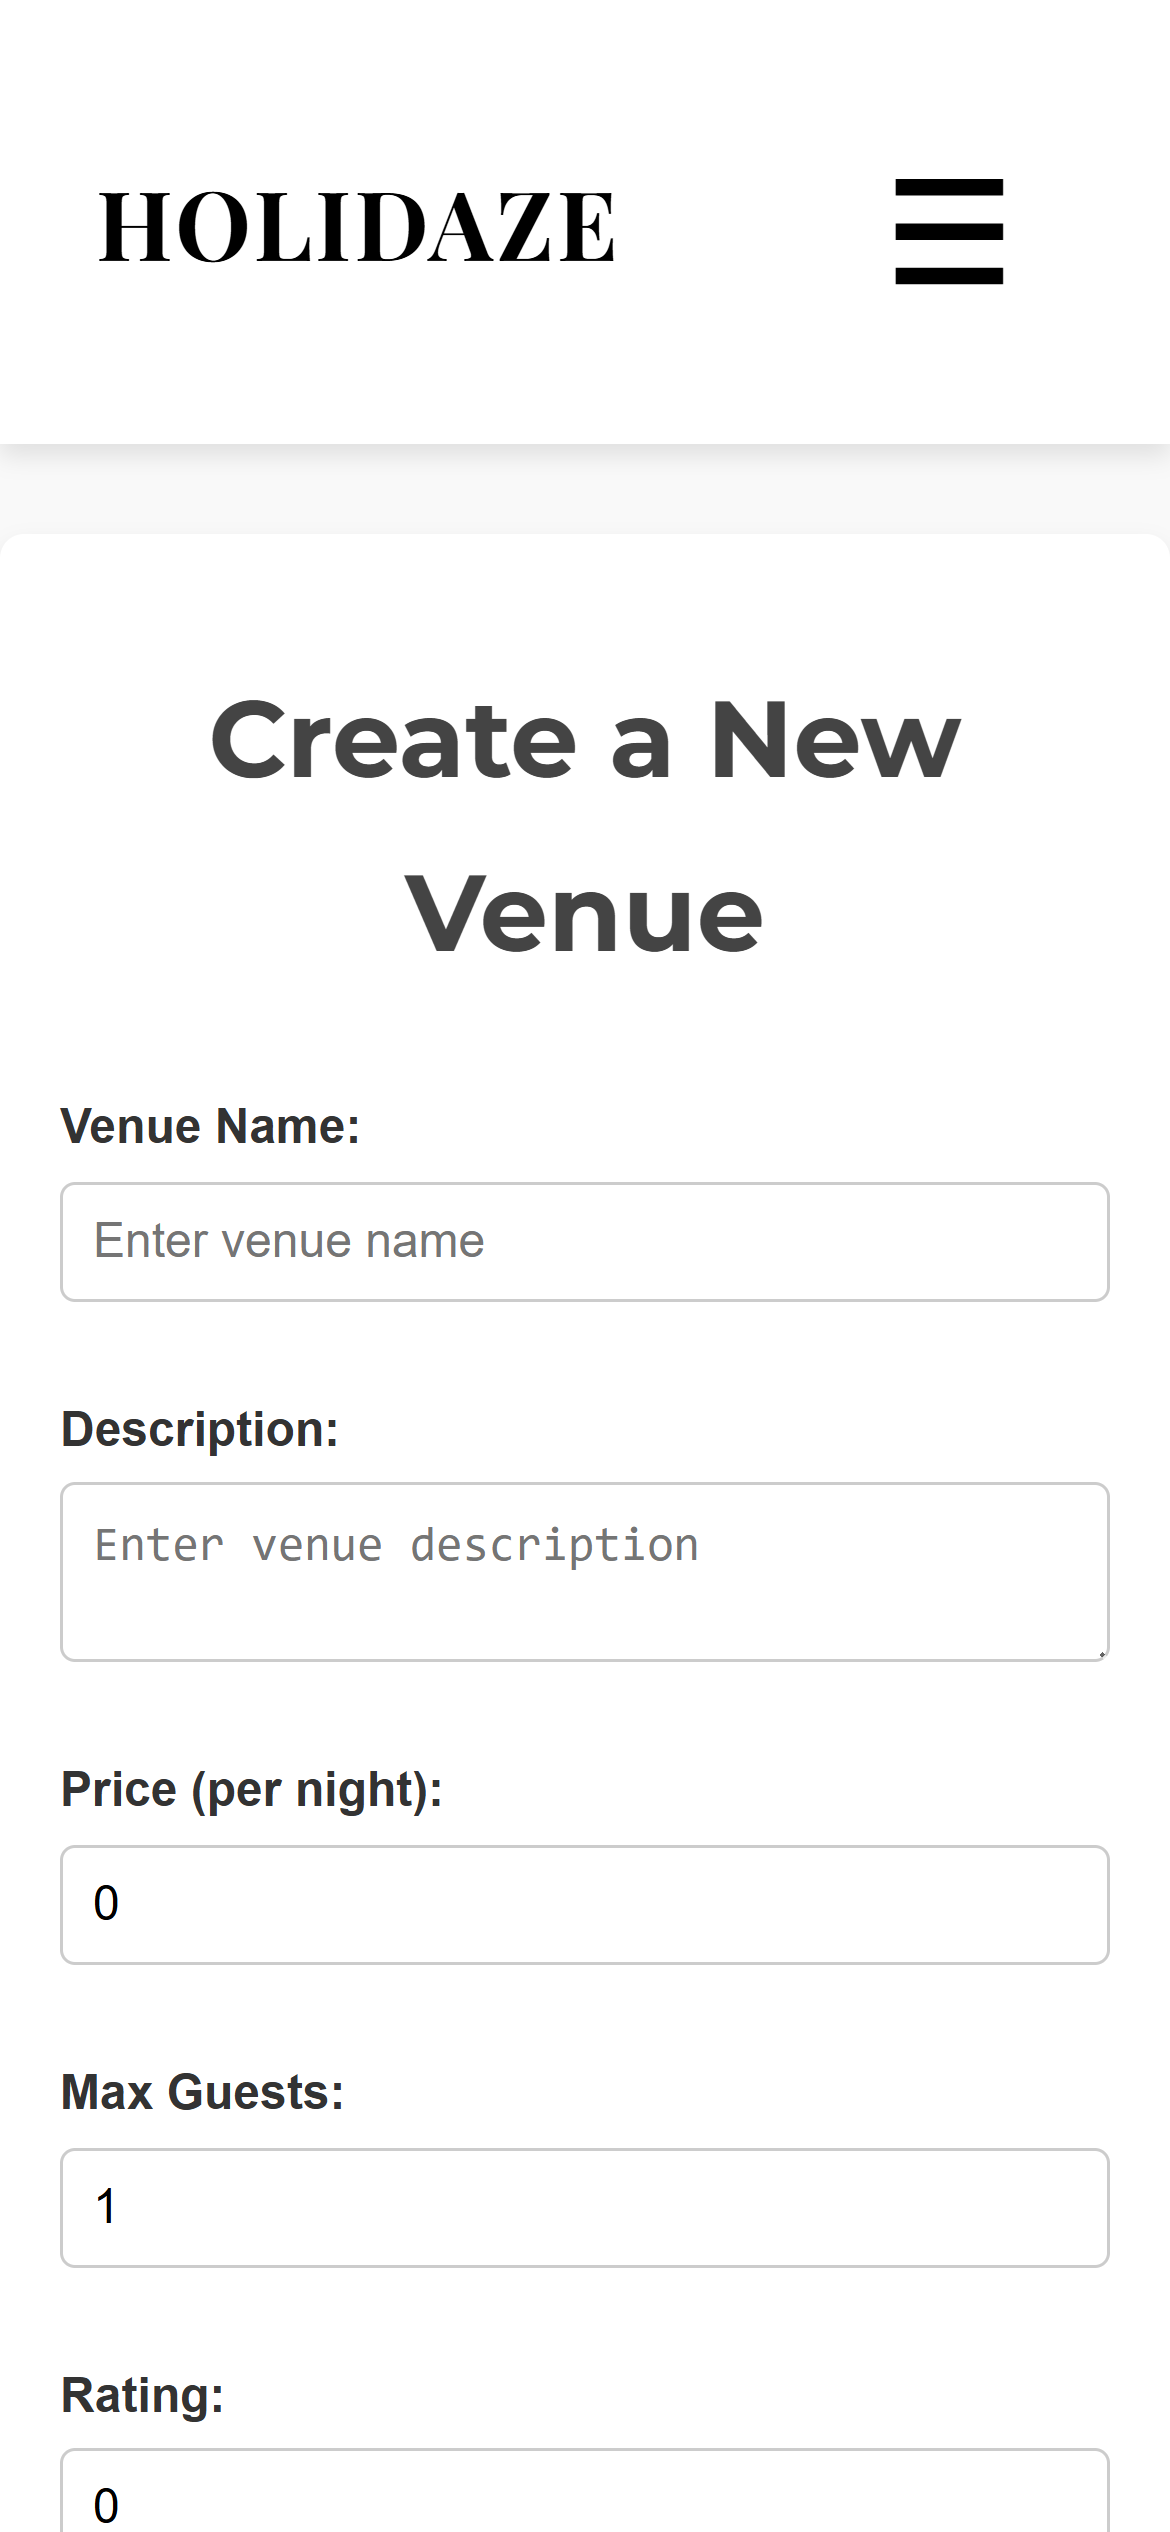 HOLIDAZE
Create a New
Venue
Venue Name:
Enter venue name
Description:
Enter venue description
Price (per night):
0
Max Guests:
1
Rating:
0